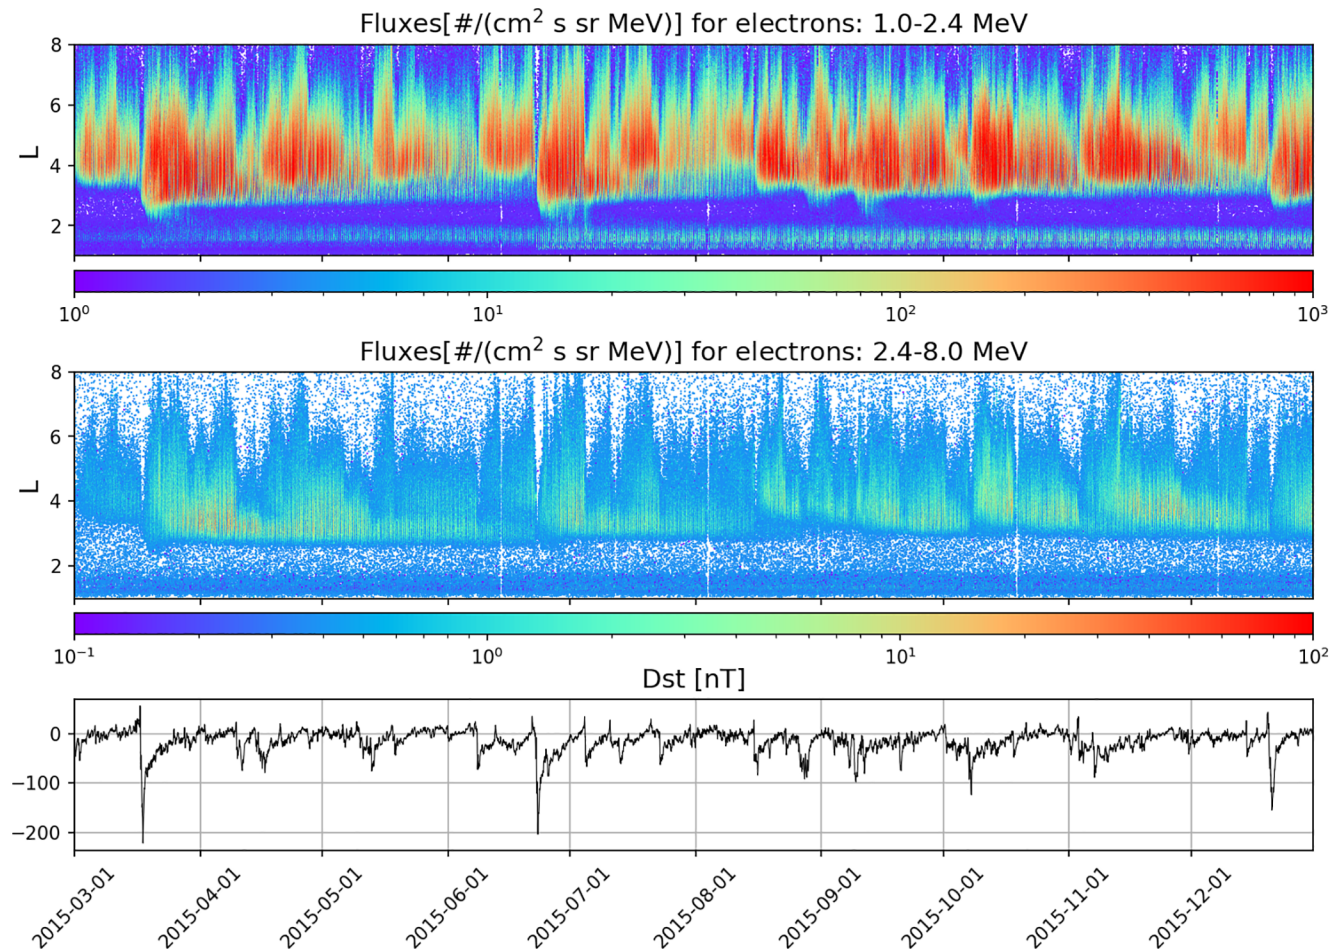 Fluxes[#/(cm² s sr MeV)] for electrons: 1.0-2.4 MeV
8
6
L
4
2
10⁰ 10¹ 10² 10³
Fluxes[#/(cm² s sr MeV)] for electrons: 2.4-8.0 MeV
8
6
L
4
2
10⁻¹ 10⁰ 10¹ 10²
Dst [nT]
0
−100
−200
2015-03-01 2015-04-01 2015-05-01 2015-06-01 2015-07-01 2015-08-01 2015-09-01 2015-10-01 2015-11-01 2015-12-01